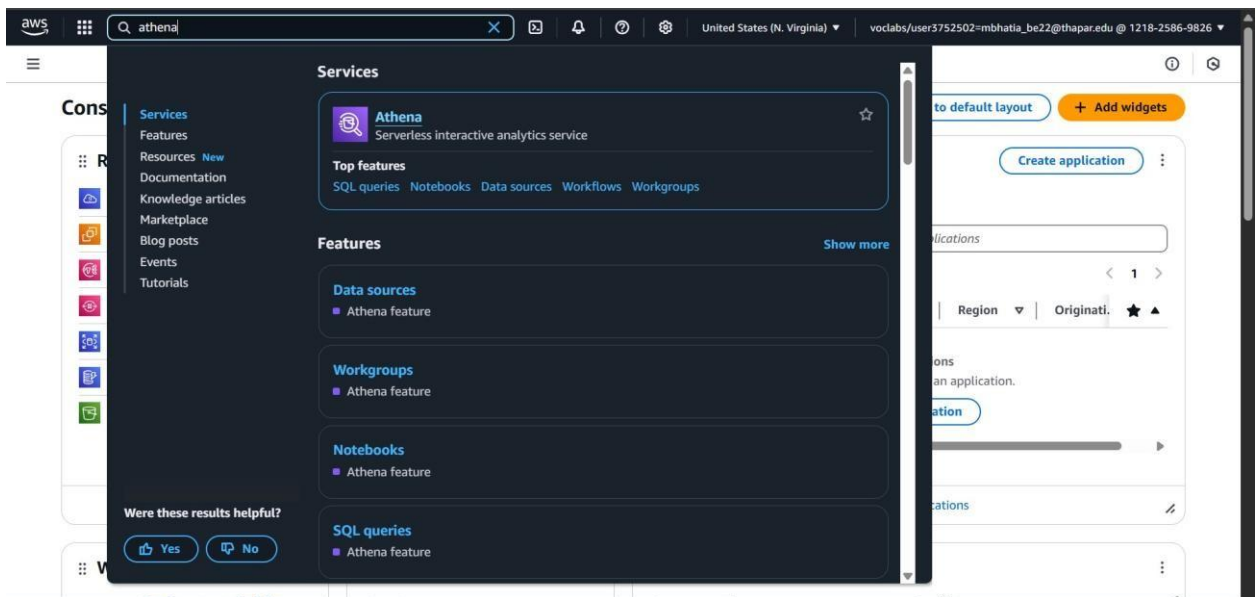 aws
athena
United States (N. Virginia) ▼
voclabs/user3752502=mbhatia_be22@thapar.edu @ 1218-2586-9826 ▼
Cons
to default layout
+ Add widgets
Services
Features
Resources New
Documentation
Knowledge articles
Marketplace
Blog posts
Events
Tutorials
Were these results helpful?
Yes
No
Services
Athena
Serverless interactive analytics service
Top features
SQL queries Notebooks Data sources Workflows Workgroups
Features
Show more
Data sources
Athena feature
Workgroups
Athena feature
Notebooks
Athena feature
SQL queries
Athena feature
R
Create application
plications
< 1 >
Region
Originati.
ons
an application.
ation
cations
W